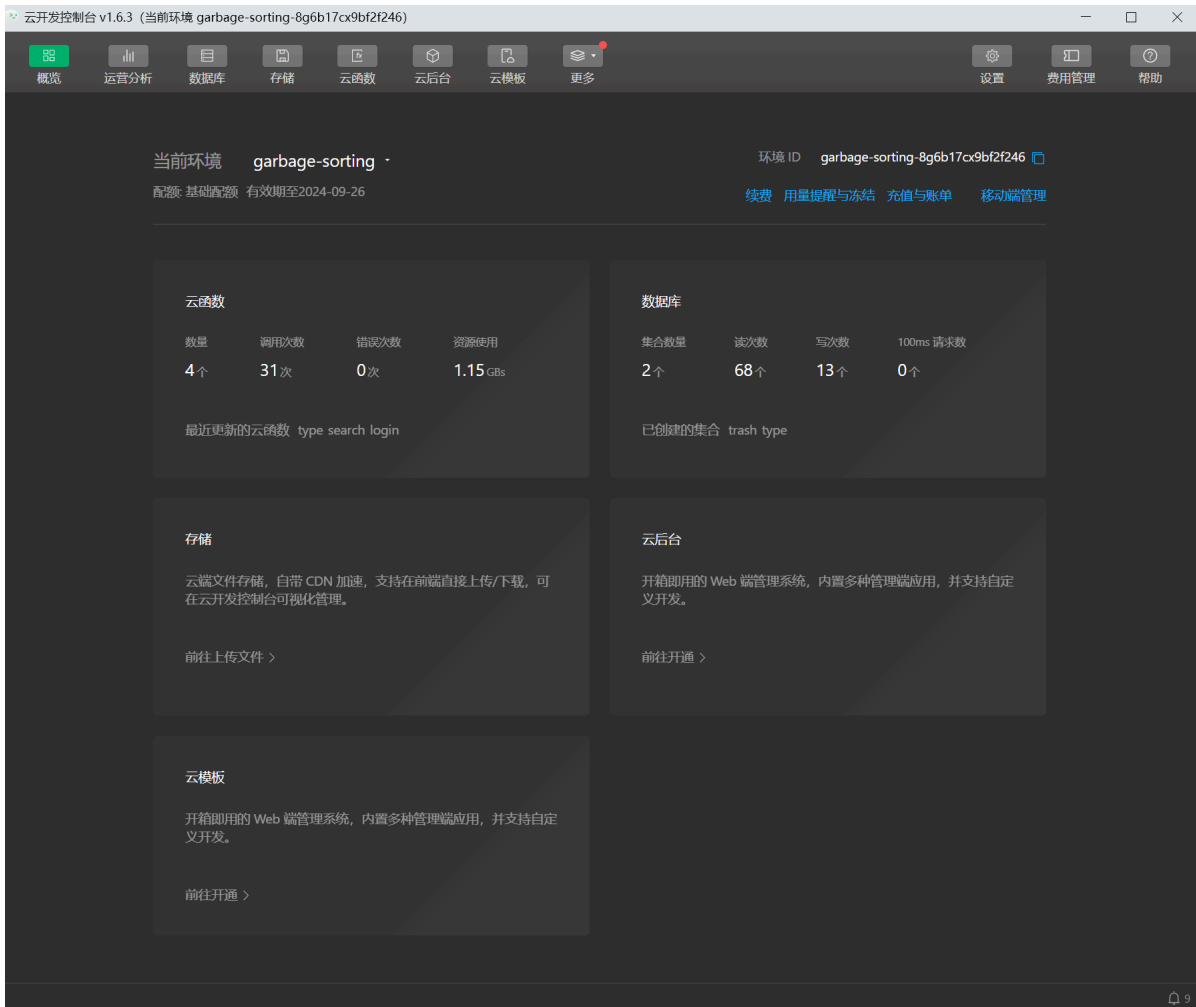 云开发控制台 v1.6.3（当前环境 garbage-sorting-8g6b17cx9bf2f246）
概览 运营分析 数据库 存储 云函数 云后台 云模板 更多 设置 费用管理 帮助
当前环境 garbage-sorting 环境 ID garbage-sorting-8g6b17cx9bf2f246
配额: 基础配额 有效期至2024-09-26 续费 用量提醒与冻结 充值与账单 移动端管理
云函数
数量 调用次数 错误次数 资源使用
4个 31次 0次 1.15GBs
最近更新的云函数 type search login
数据库
集合数量 读次数 写次数 100ms 请求数
2个 68个 13个 0个
已创建的集合 trash type
存储
云端文件存储，自带 CDN 加速，支持在前端直接上传/下载，可
在云开发控制台可视化管理。
前往上传文件 >
云后台
开箱即用的 Web 端管理系统，内置多种管理端应用，并支持自定
义开发。
前往开通 >
云模板
开箱即用的 Web 端管理系统，内置多种管理端应用，并支持自定
义开发。
前往开通 >
9